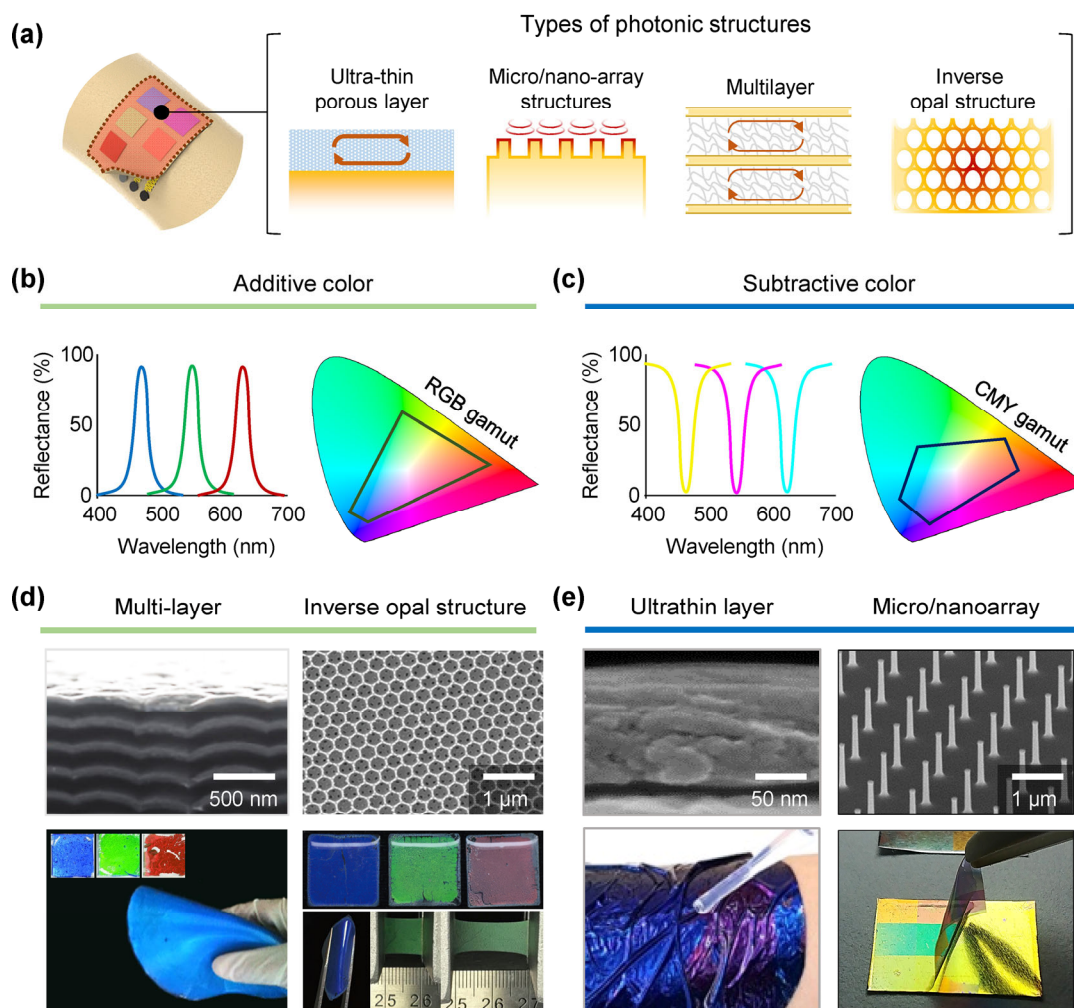 (a)
Types of photonic structures
Ultra-thin
porous layer
Micro/nano-array
structures
Multilayer
Inverse
opal structure
(b)
Additive color
Reflectance (%)
100
50
0
400 500 600 700
Wavelength (nm)
RGB gamut
(c)
Subtractive color
Reflectance (%)
100
50
0
400 500 600 700
Wavelength (nm)
CMY gamut
(d)
Multi-layer
Inverse opal structure
500 nm
1 µm
25 26 25 26 27
(e)
Ultrathin layer
Micro/nanoarray
50 nm
1 µm